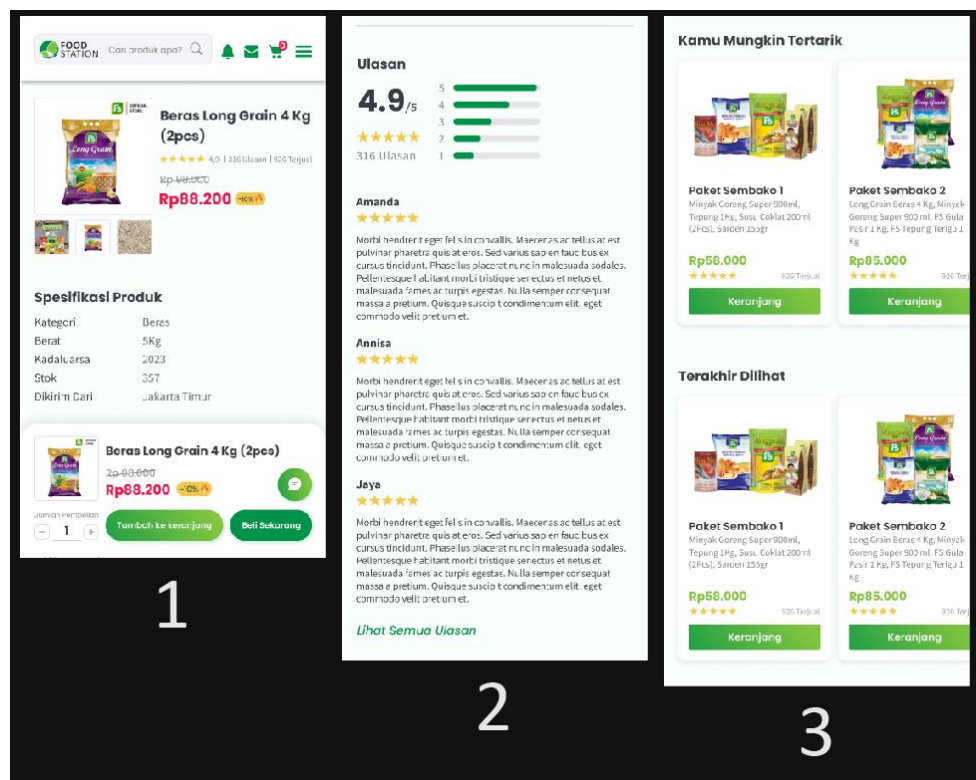 FOOD
STATION
Cari produk apa?
0
Beras Long Grain 4 Kg
(2pcs)
4,9 | 316 Ulasan | 926 Terjual
Rp 98.000
Rp88.200 -10%
Spesifikasi Produk
Kategori Beras
Berat 5Kg
Kadaluarsa 2023
Stok 357
Dikirim Dari Jakarta Timur
Beras Long Grain 4 Kg (2pcs)
Rp 98.000
Rp88.200 -10%
Jumlah Pembelian
- 1 +
Tambah ke keranjang
Beli Sekarang
1
Ulasan
4.9/5
316 Ulasan
5
4
3
2
1
Amanda
Morbi hendrerit eget felis in convallis. Maecenas ac tellus at est
pulvinar pharetra quis at eros. Sed varius sapien faucibus ex
cursus tincidunt. Phasellus placerat nunc in malesuada sodales.
Pellentesque habitant morbi tristique senectus et netus et
malesuada fames ac turpis egestas. Nulla semper consequat
massa a pretium. Quisque suscipit condimentum elit, eget
commodo velit pretium et.
Annisa
Morbi hendrerit eget felis in convallis. Maecenas ac tellus at est
pulvinar pharetra quis at eros. Sed varius sapien faucibus ex
cursus tincidunt. Phasellus placerat nunc in malesuada sodales.
Pellentesque habitant morbi tristique senectus et netus et
malesuada fames ac turpis egestas. Nulla semper consequat
massa a pretium. Quisque suscipit condimentum elit, eget
commodo velit pretium et.
Jaya
Morbi hendrerit eget felis in convallis. Maecenas ac tellus at est
pulvinar pharetra quis at eros. Sed varius sapien faucibus ex
cursus tincidunt. Phasellus placerat nunc in malesuada sodales.
Pellentesque habitant morbi tristique senectus et netus et
malesuada fames ac turpis egestas. Nulla semper consequat
massa a pretium. Quisque suscipit condimentum elit, eget
commodo velit pretium et.
Lihat Semua Ulasan
2
Kamu Mungkin Tertarik
Paket Sembako 1
Minyak Goreng Super 900ml,
Tepung 1Kg, Susu Coklat 200 ml
(2Pcs), Sarden 155gr
Rp58.000
926 Terjual
Keranjang
Paket Sembako 2
Long Grain Beras 4 Kg, Minyak
Goreng Super 900 ml, FS Gula
Pasir 1 Kg, FS Tepung Terigu 1
Kg
Rp85.000
926 Terj
Keranjang
Terakhir Dilihat
Paket Sembako 1
Minyak Goreng Super 900ml,
Tepung 1Kg, Susu Coklat 200 ml
(2Pcs), Sarden 155gr
Rp58.000
926 Terjual
Keranjang
Paket Sembako 2
Long Grain Beras 4 Kg, Minyak
Goreng Super 900 ml, FS Gula
Pasir 1 Kg, FS Tepung Terigu 1
Kg
Rp85.000
926 Terj
Keranjang
3